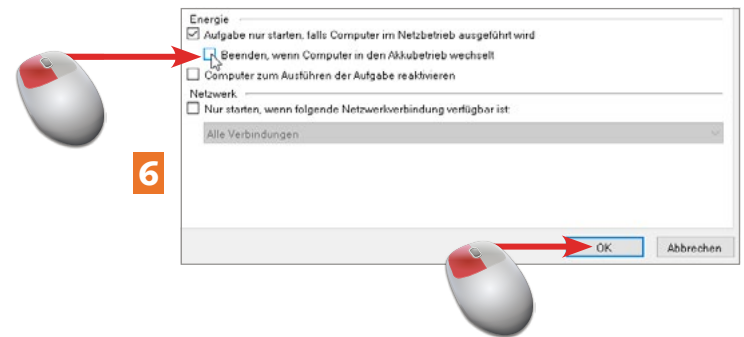 Energie
Aufgabe nur starten, falls Computer im Netzbetrieb ausgeführt wird
Beenden, wenn Computer in den Akkubetrieb wechselt
Computer zum Ausführen der Aufgabe reaktivieren
Netzwerk
Nur starten, wenn folgende Netzwerkverbindung verfügbar ist:
Alle Verbindungen
6
OK Abbrechen